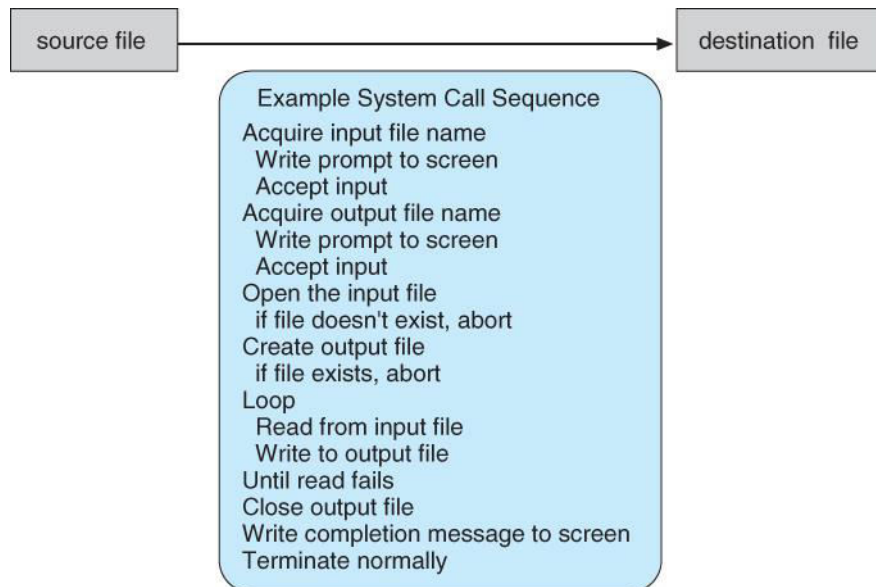 source file
destination file
Example System Call Sequence
Acquire input file name
Write prompt to screen
Accept input
Acquire output file name
Write prompt to screen
Accept input
Open the input file
if file doesn't exist, abort
Create output file
if file exists, abort
Loop
Read from input file
Write to output file
Until read fails
Close output file
Write completion message to screen
Terminate normally